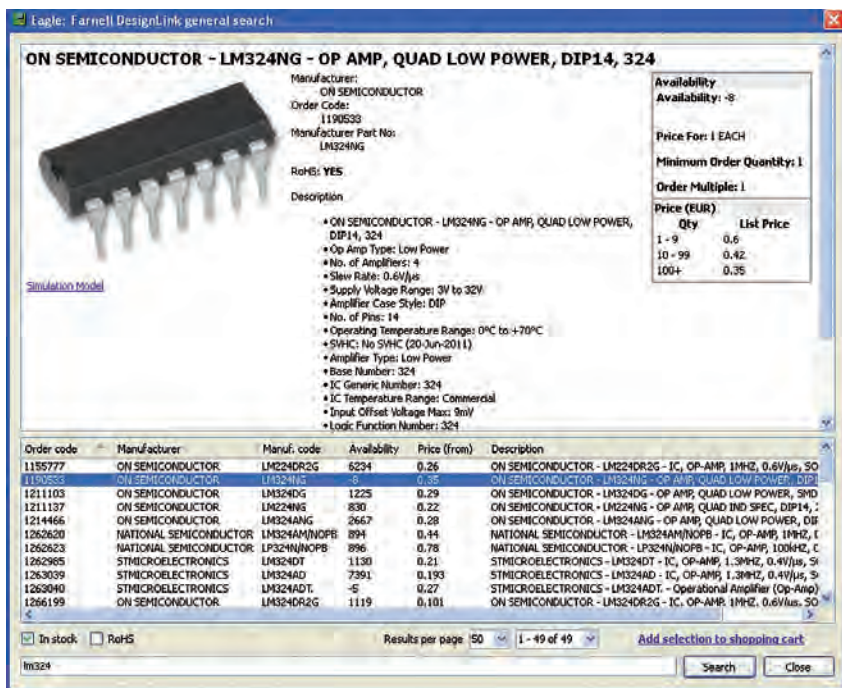 Eagle: Farnell DesignLink general search
ON SEMICONDUCTOR - LM324NG - OP AMP, QUAD LOW POWER, DIP14, 324
Manufacturer:
ON SEMICONDUCTOR
Order Code:
1190533
Manufacturer Part No:
LM324NG
RoHS: YES
Description
• ON SEMICONDUCTOR - LM324NG - OP AMP, QUAD LOW POWER,
DIP14, 324
• Op Amp Type: Low Power
• No. of Amplifiers: 4
• Slew Rate: 0.6V/µs
• Supply Voltage Range: 3V to 32V
• Amplifier Case Style: DIP
• No. of Pins: 14
• Operating Temperature Range: 0°C to +70°C
• SVHC: No SVHC (20-Jun-2011)
• Amplifier Type: Low Power
• Base Number: 324
• IC Generic Number: 324
• IC Temperature Range: Commercial
• Input Offset Voltage Max: 9mV
• Logic Function Number: 324
Simulation Model
Availability
Availability: -8
Price For: 1 EACH
Minimum Order Quantity: 1
Order Multiple: 1
Price (EUR)
Qty List Price
1 - 9 0.6
10 - 99 0.42
100+ 0.35
Order code Manufacturer Manuf. code Availability Price (from) Description
1155777 ON SEMICONDUCTOR LM224DR2G 6234 0.26 ON SEMICONDUCTOR - LM224DR2G - IC, OP-AMP, 1MHZ, 0.6V/µs, SO
1190533 ON SEMICONDUCTOR LM324NG -8 0.35 ON SEMICONDUCTOR - LM324NG - OP AMP, QUAD LOW POWER, DIP1
1211103 ON SEMICONDUCTOR LM324DG 1225 0.29 ON SEMICONDUCTOR - LM324DG - OP AMP, QUAD LOW POWER, SMD
1211137 ON SEMICONDUCTOR LM224NG 830 0.22 ON SEMICONDUCTOR - LM224NG - OP AMP, QUAD IND SPEC, DIP14,
1214466 ON SEMICONDUCTOR LM324ANG 2667 0.28 ON SEMICONDUCTOR - LM324ANG - OP AMP, QUAD LOW POWER, DIP
1262620 NATIONAL SEMICONDUCTOR LM324AM/NOPB 894 0.44 NATIONAL SEMICONDUCTOR - LM324AM/NOPB - IC, OP-AMP, 1MHZ,
1262623 NATIONAL SEMICONDUCTOR LP324N/NOPB 896 0.78 NATIONAL SEMICONDUCTOR - LP324N/NOPB - IC, OP-AMP, 100kHZ,
1262985 STMICROELECTRONICS LM324DT 1130 0.21 STMICROELECTRONICS - LM324DT - IC, OP-AMP, 1.3MHZ, 0.4V/µs,
1263039 STMICROELECTRONICS LM324AD 7391 0.193 STMICROELECTRONICS - LM324AD - IC, OP-AMP, 1.3MHZ, 0.4V/µs,
1263040 STMICROELECTRONICS LM324ADT. -5 0.27 STMICROELECTRONICS - LM324ADT. - Operational Amplifier (Op-Amp)
1266199 ON SEMICONDUCTOR LM324DR2G 1119 0.101 ON SEMICONDUCTOR - LM324DR2G - IC, OP-AMP, 1MHZ, 0.6V/us, SO
In stock RoHS Results per page 50 1 - 49 of 49 Add selection to shopping cart
lm324 Search Close